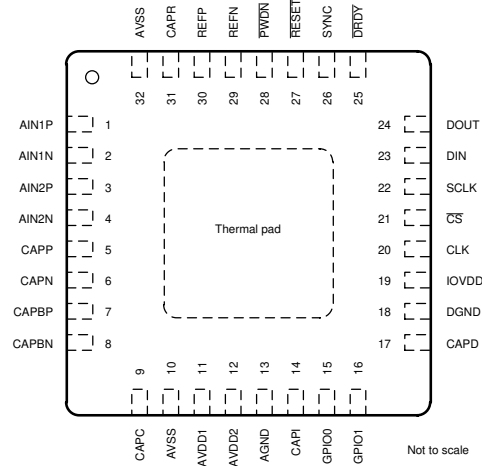 AVSS CAPR REFP REFN PWDN RESET SYNC DRDY
32 31 30 29 28 27 26 25
AIN1P 1 24 DOUT
AIN1N 2 23 DIN
AIN2P 3 22 SCLK
AIN2N 4 21 CS
Thermal pad
CAPP 5 20 CLK
CAPN 6 19 IOVDD
CAPBP 7 18 DGND
CAPBN 8 17 CAPD
9 10 11 12 13 14 15 16
CAPC AVSS AVDD1 AVDD2 AGND CAPI GPIO0 GPIO1
Not to scale